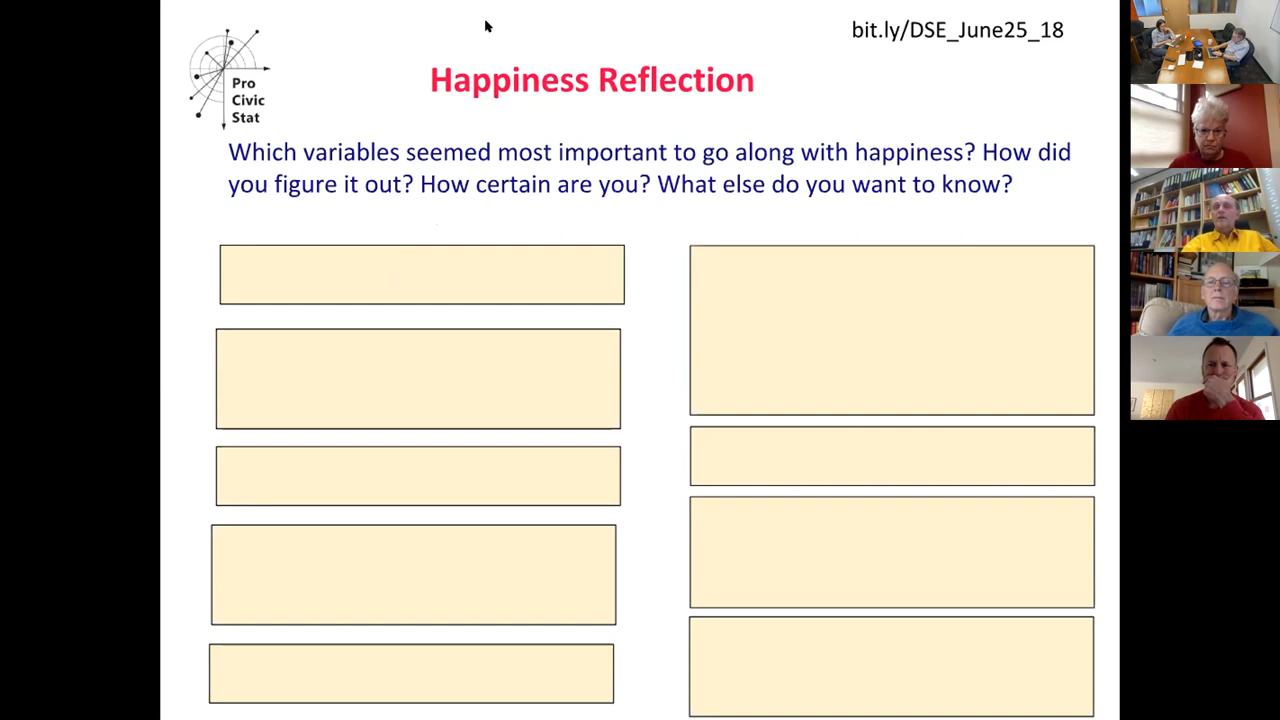 bit.ly/DSE_June25_18
Pro
Civic
Stat
Happiness Reflection
Which variables seemed most important to go along with happiness? How did
you figure it out? How certain are you? What else do you want to know?